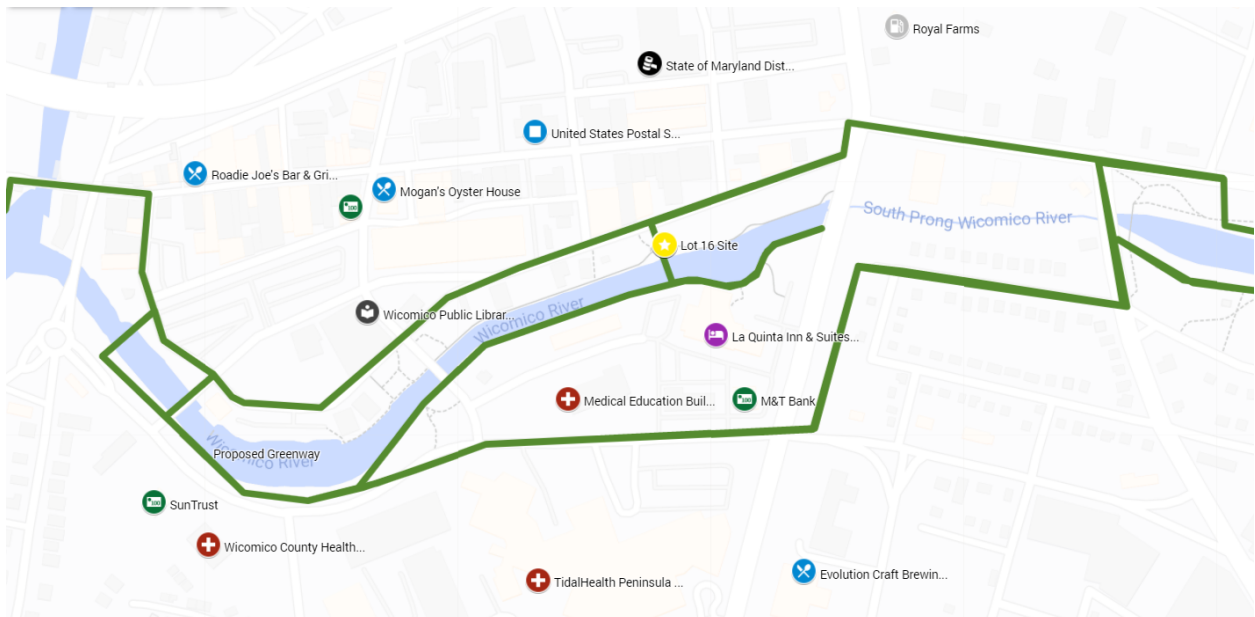 Royal Farms
State of Maryland Dist...
United States Postal S...
Roadie Joe's Bar & Gri...
Mogan's Oyster House
South Prong Wicomico River
Lot 16 Site
Wicomico Public Librar...
Wicomico River
La Quinta Inn & Suites...
Medical Education Buil...
M&T Bank
Proposed Greenway
Wicomico River
SunTrust
Wicomico County Health...
TidalHealth Peninsula ...
Evolution Craft Brewin...